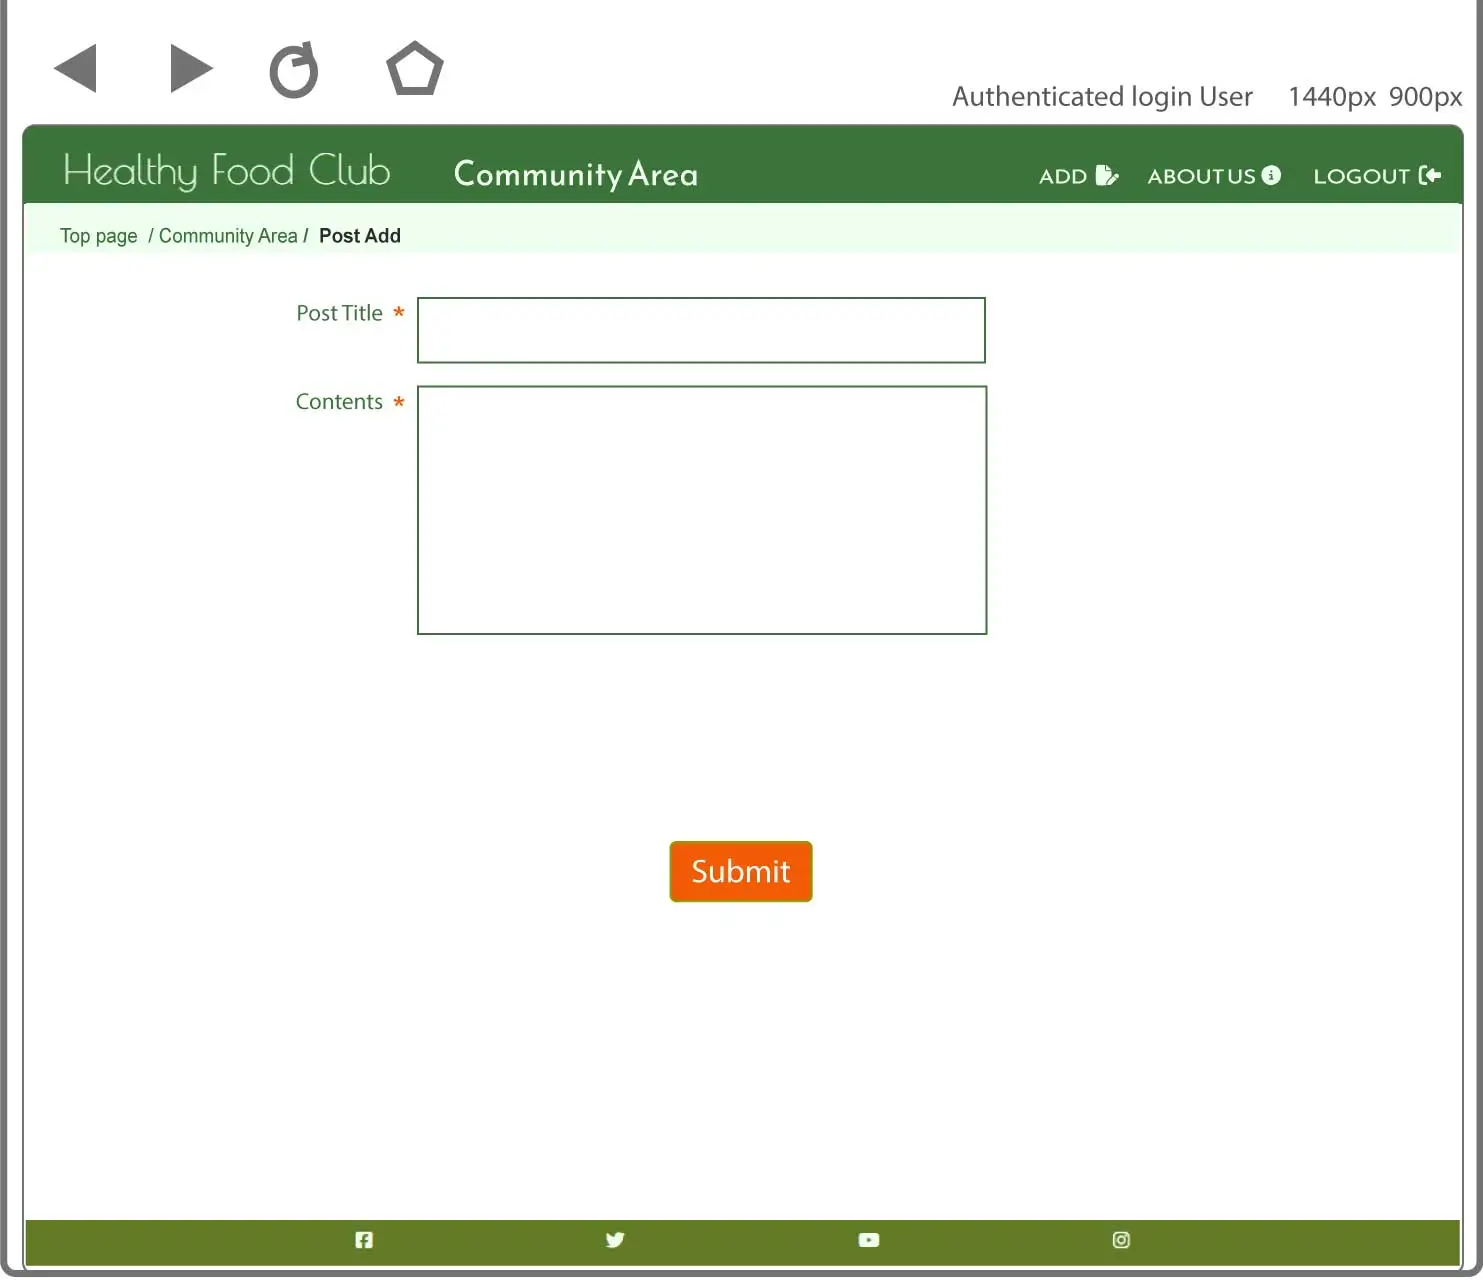 Authenticated login User 1440px 900px
Healthy Food Club Community Area ADD ABOUT US LOGOUT
Top page / Community Area / Post Add
Post Title *
Contents *
Submit